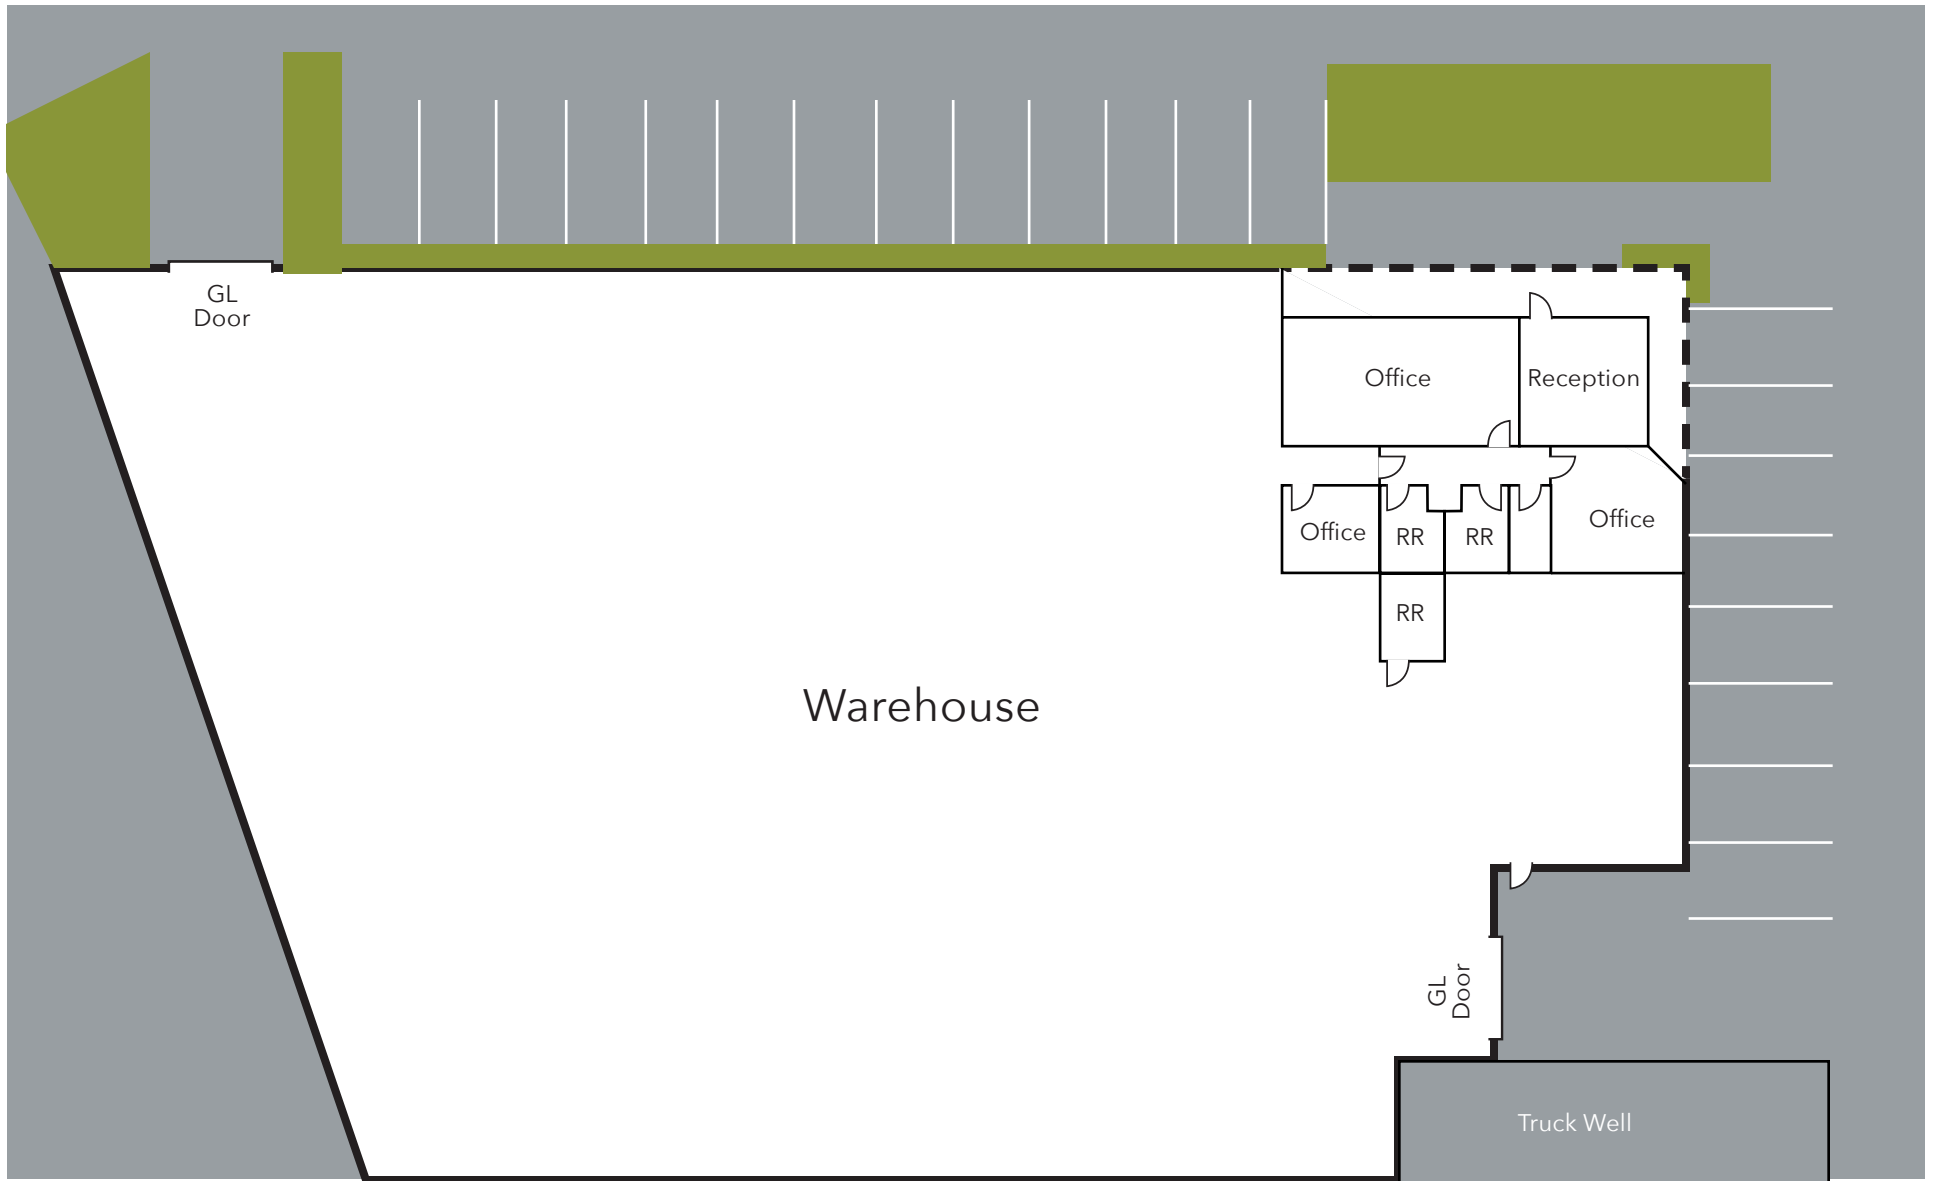 GL
Door
Office
Reception
Office
RR
RR
Office
RR
Warehouse
GL
Door
Truck Well